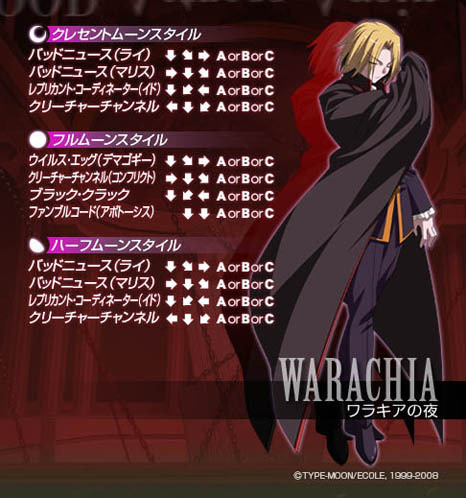 クレセントムーンスタイル
バッドニュース(ライ) ⬇⬊➡ AorBorC
バッドニュース(マリス) ➡⬇⬊ AorBorC
レプリカント・コーディネーター(イド) ⬇⬋⬅ AorBorC
クリーチャーチャンネル ⬅⬇⬋ AorBorC
フルムーンスタイル
ウイルス・エッグ(デマゴギー) ⬇⬊➡ AorBorC
クリーチャーチャンネル(コンフリクト) ➡⬇⬊ AorBorC
ブラック・クラック ⬇⬋⬅ AorBorC
ファンブルコード(アポトーシス) ⬇⬇ AorBorC
ハーフムーンスタイル
バッドニュース(ライ) ⬇⬊➡ AorBorC
バッドニュース(マリス) ➡⬇⬊ AorBorC
レプリカント・コーディネーター(イド) ⬇⬋⬅ AorBorC
クリーチャーチャンネル ⬅⬇⬋ AorBorC
WARACHIA
ワラキアの夜
©TYPE-MOON/ECOLE, 1999-2008